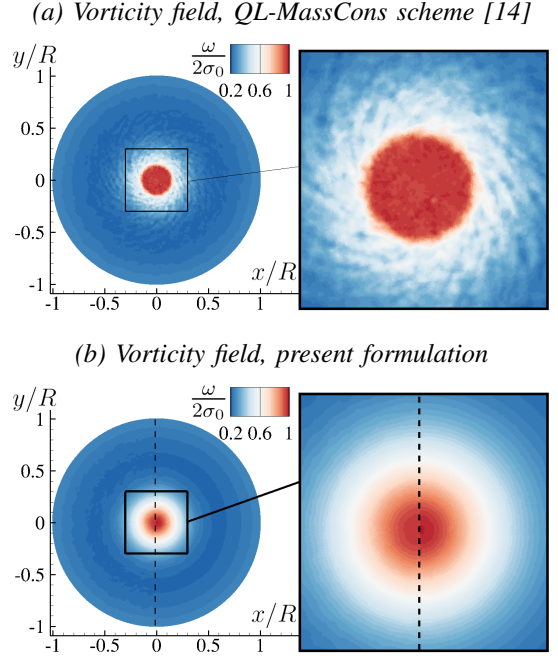 (a) Vorticity field, QL-MassCons scheme [14]
y/R
ω/2σ₀
0.2 0.6 1
1
0.5
0
-0.5
-1
x/R
-1 -0.5 0 0.5 1
(b) Vorticity field, present formulation
y/R
ω/2σ₀
0.2 0.6 1
1
0.5
0
-0.5
-1
x/R
-1 -0.5 0 0.5 1